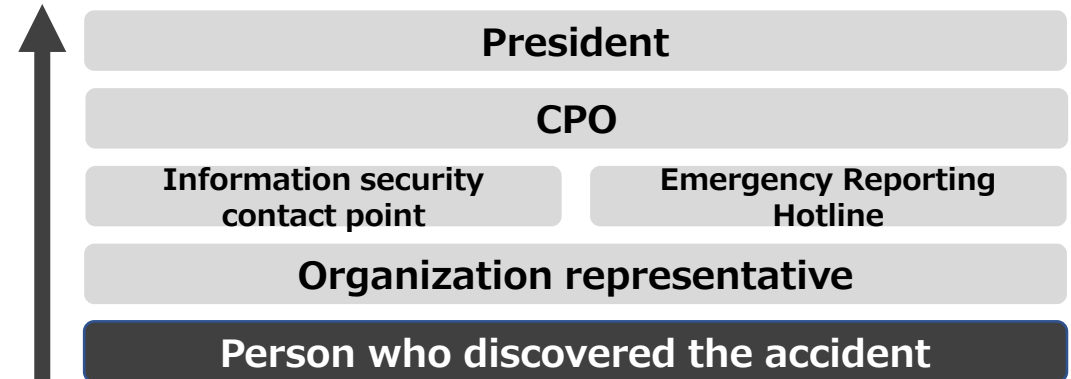 President
CPO
Information security
contact point
Emergency Reporting
Hotline
Organization representative
Person who discovered the accident